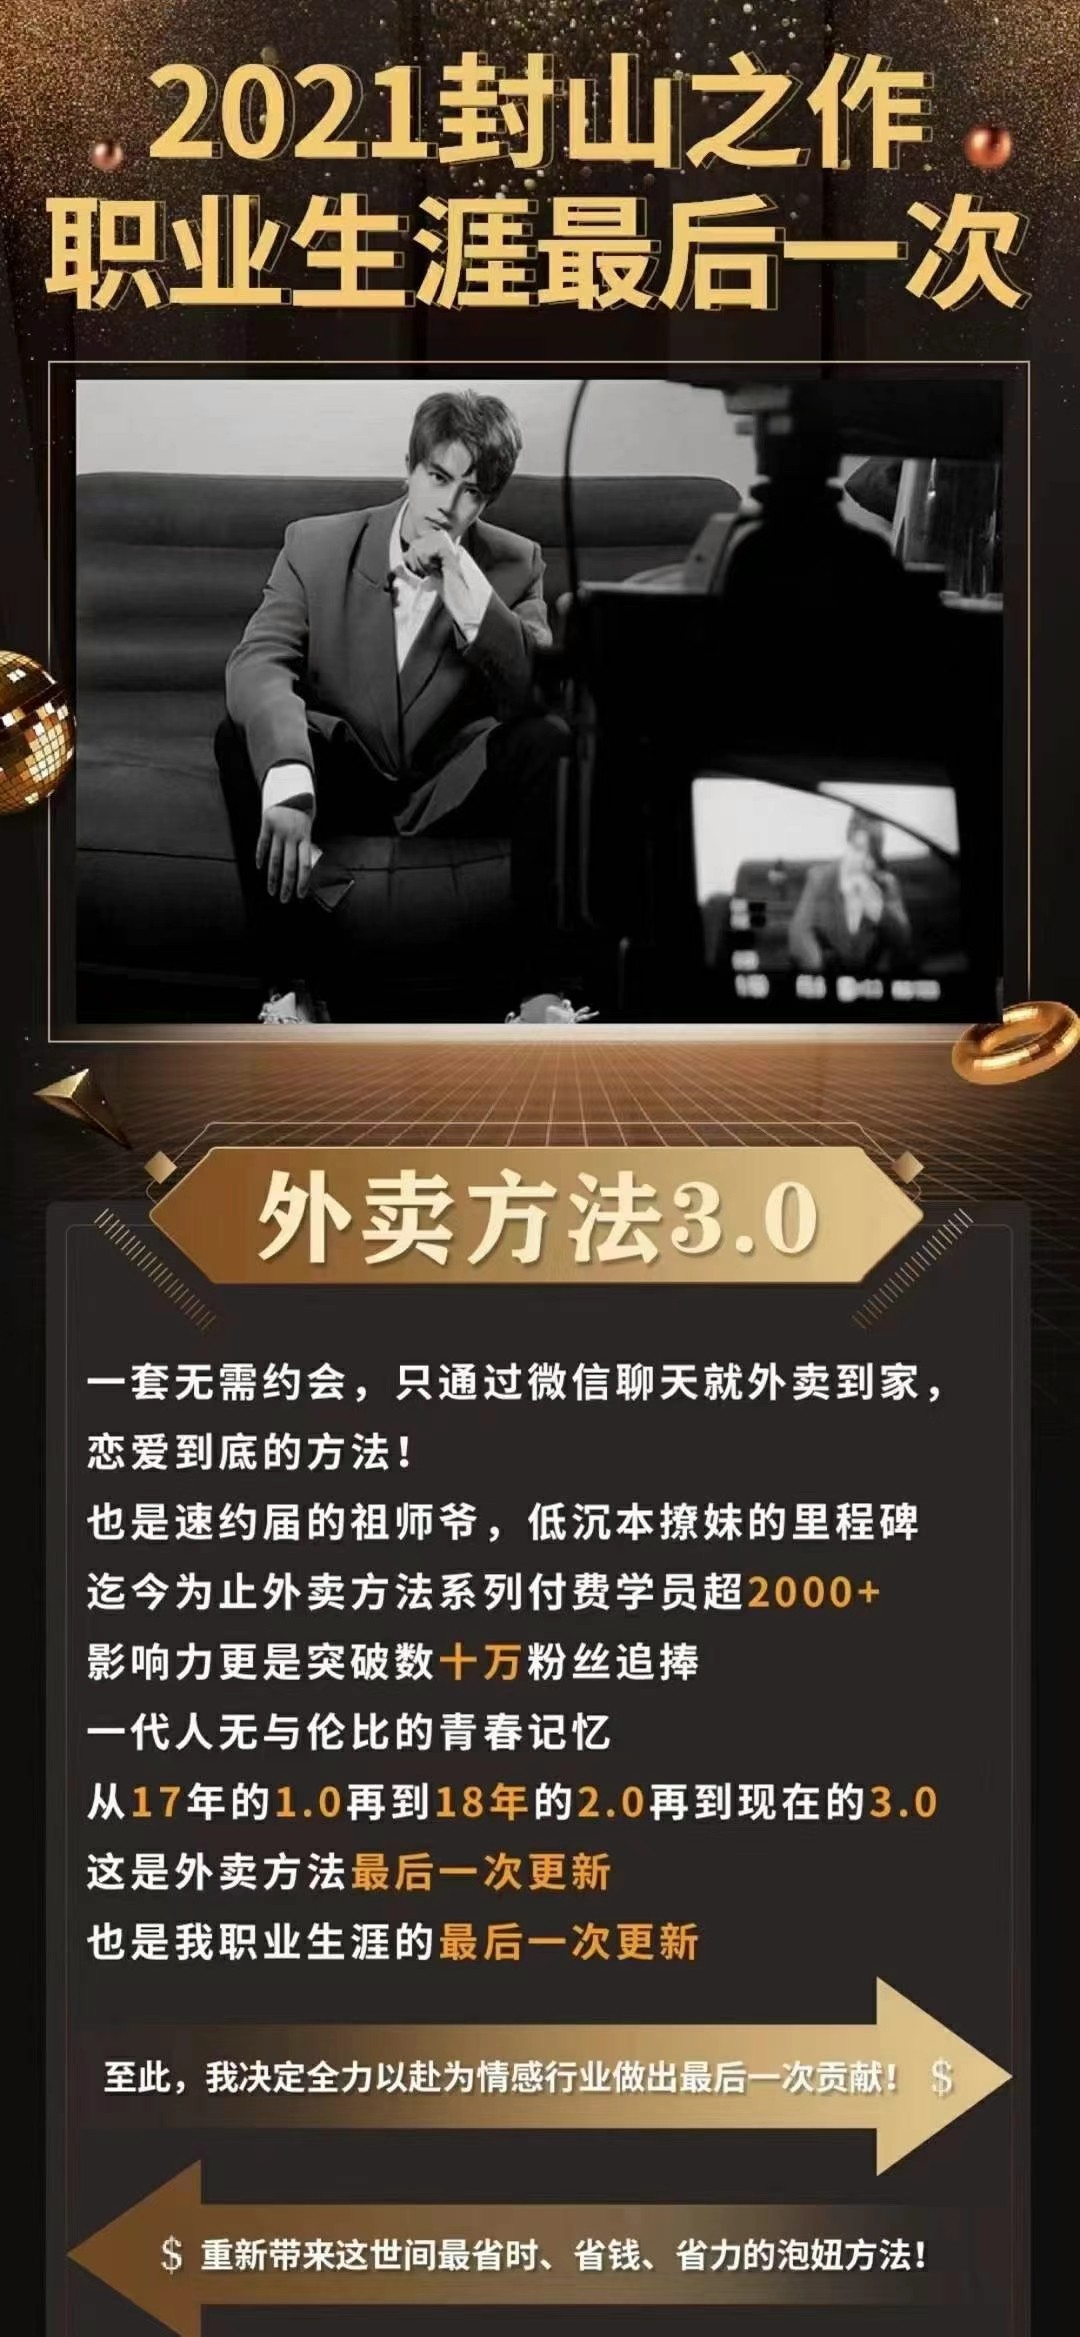 2021封山之作
职业生涯最后一次
外卖方法3.0
一套无需约会，只通过微信聊天就外卖到家，
恋爱到底的方法！
也是速约届的祖师爷，低沉本撩妹的里程碑
迄今为止外卖方法系列付费学员超2000+
影响力更是突破数十万粉丝追捧
一代人无与伦比的青春记忆
从17年的1.0再到18年的2.0再到现在的3.0
这是外卖方法最后一次更新
也是我职业生涯的最后一次更新
至此，我决定全力以赴为情感行业做出最后一次贡献！ $
$ 重新带来这世间最省时、省钱、省力的泡妞方法！